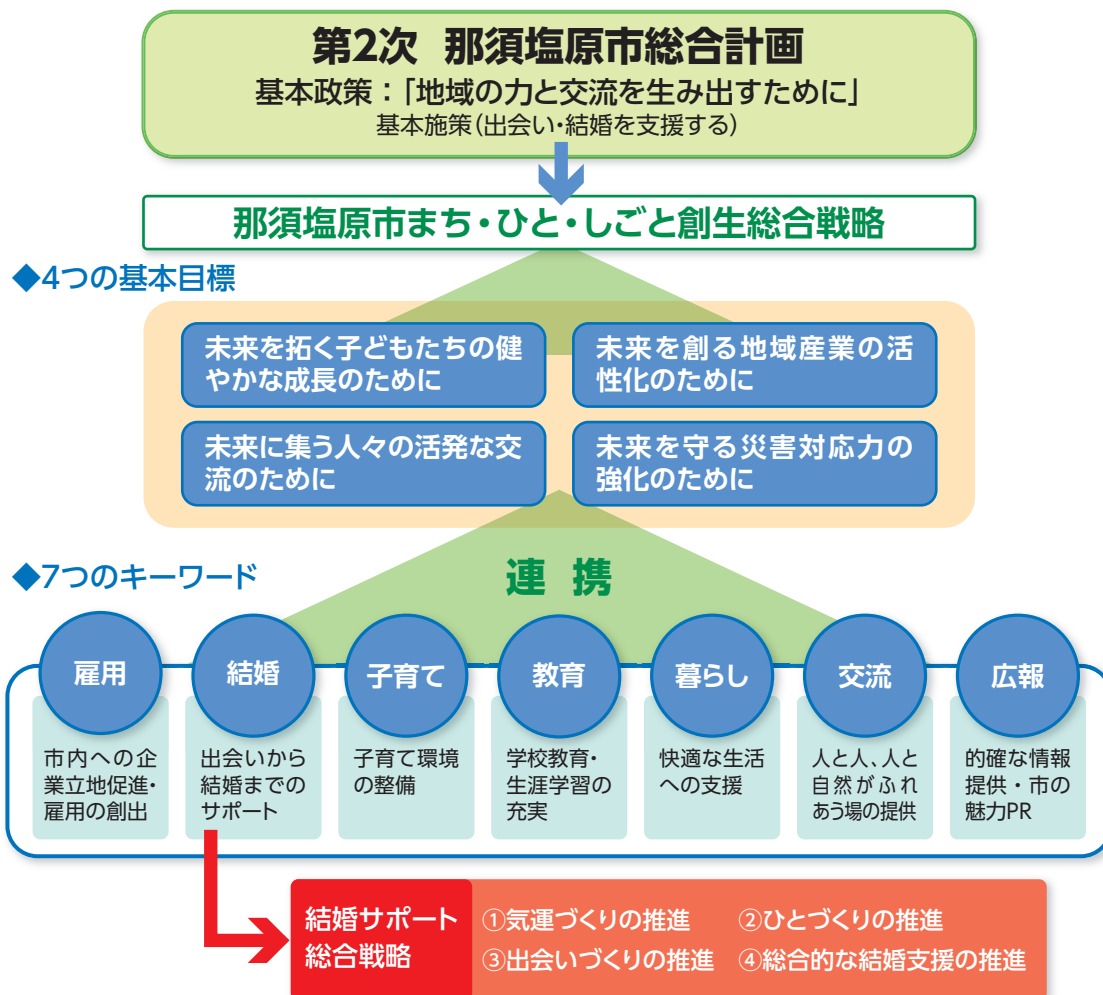 第2次 那須塩原市総合計画
基本政策：「地域の力と交流を生み出すために」
基本施策(出会い・結婚を支援する)
那須塩原市まち・ひと・しごと創生総合戦略
◆4つの基本目標
未来を拓く子どもたちの健
やかな成長のために
未来を創る地域産業の活
性化のために
未来に集う人々の活発な交
流のために
未来を守る災害対応力の
強化のために
◆7つのキーワード
連 携
雇用
市内への企
業立地促進・
雇用の創出
結婚
出会いから
結婚までの
サポート
子育て
子育て環境
の整備
教育
学校教育・
生涯学習の
充実
暮らし
快適な生活
への支援
交流
人と人、人と
自然がふれ
あう場の提供
広報
的確な情報
提供・市の
魅力PR
結婚サポート
総合戦略
①気運づくりの推進 ②ひとづくりの推進
③出会いづくりの推進 ④総合的な結婚支援の推進